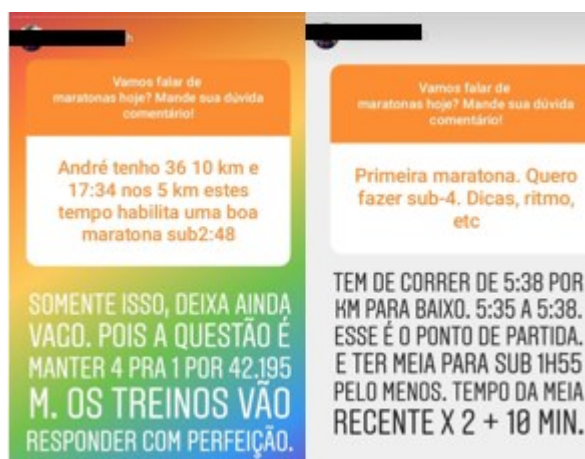 Vamos falar de
maratonas hoje? Mande sua dúvida
comentário!
André tenho 36 10 km e
17:34 nos 5 km estes
tempo habilita uma boa
maratona sub2:48
SOMENTE ISSO, DEIXA AINDA
VAGO. POIS A QUESTÃO É
MANTER 4 PRA 1 POR 42.195
M. OS TREINOS VÃO
RESPONDER COM PERFEIÇÃO.
Vamos falar de
maratonas hoje? Mande sua dúvida
comentário!
Primeira maratona. Quero
fazer sub-4. Dicas, ritmo,
etc
TEM DE CORRER DE 5:38 POR
KM PARA BAIXO. 5:35 A 5:38.
ESSE É O PONTO DE PARTIDA.
E TER MEIA PARA SUB 1H55
PELO MENOS. TEMPO DA MEIA
RECENTE X 2 + 10 MIN.